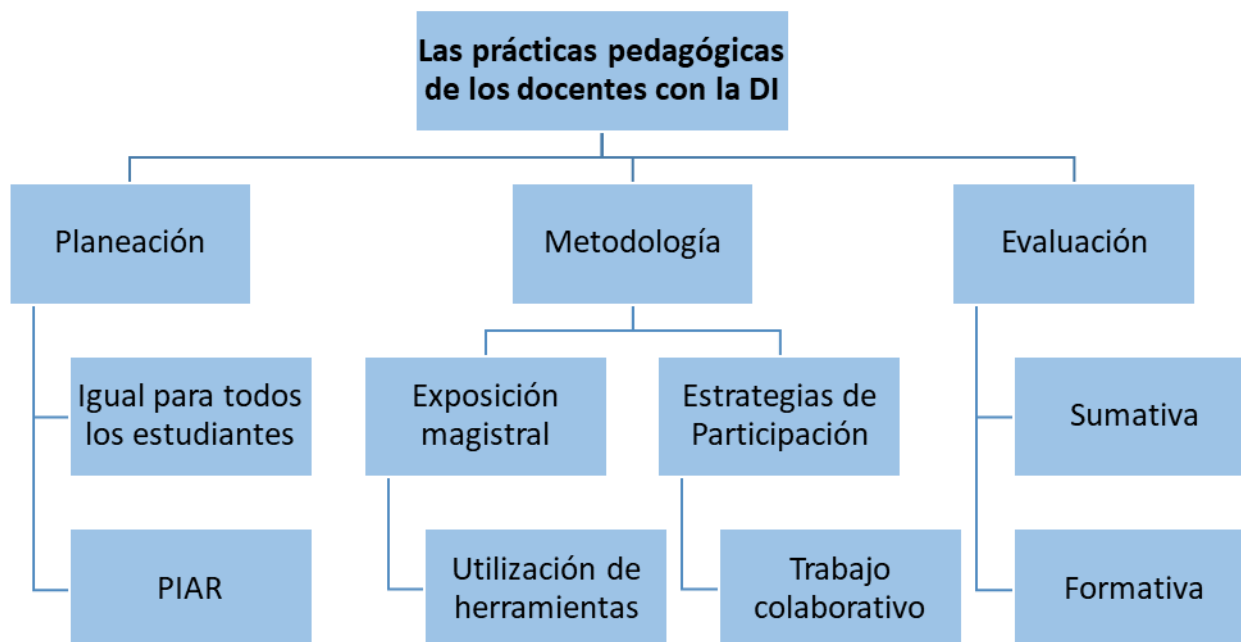 Las prácticas pedagógicas
de los docentes con la DI
Planeación
Metodología
Evaluación
Igual para todos
los estudiantes
Exposición
magistral
Estrategias de
Participación
Sumativa
PIAR
Utilización de
herramientas
Trabajo
colaborativo
Formativa